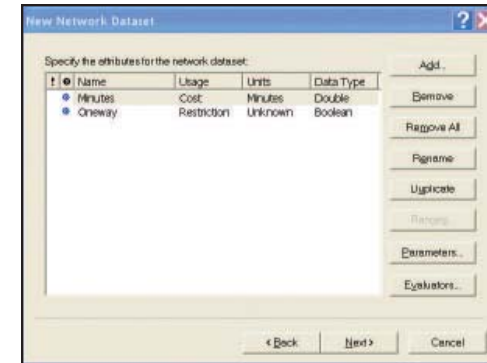 New Network Dataset
Specify the attributes for the network dataset:
! Name Usage Units Data Type
Minutes Cost Minutes Double
Oneway Restriction Unknown Boolean
Add...
Remove
Remove All
Rename
Duplicate
Ranges...
Parameters...
Evaluators...
< Back Next > Cancel